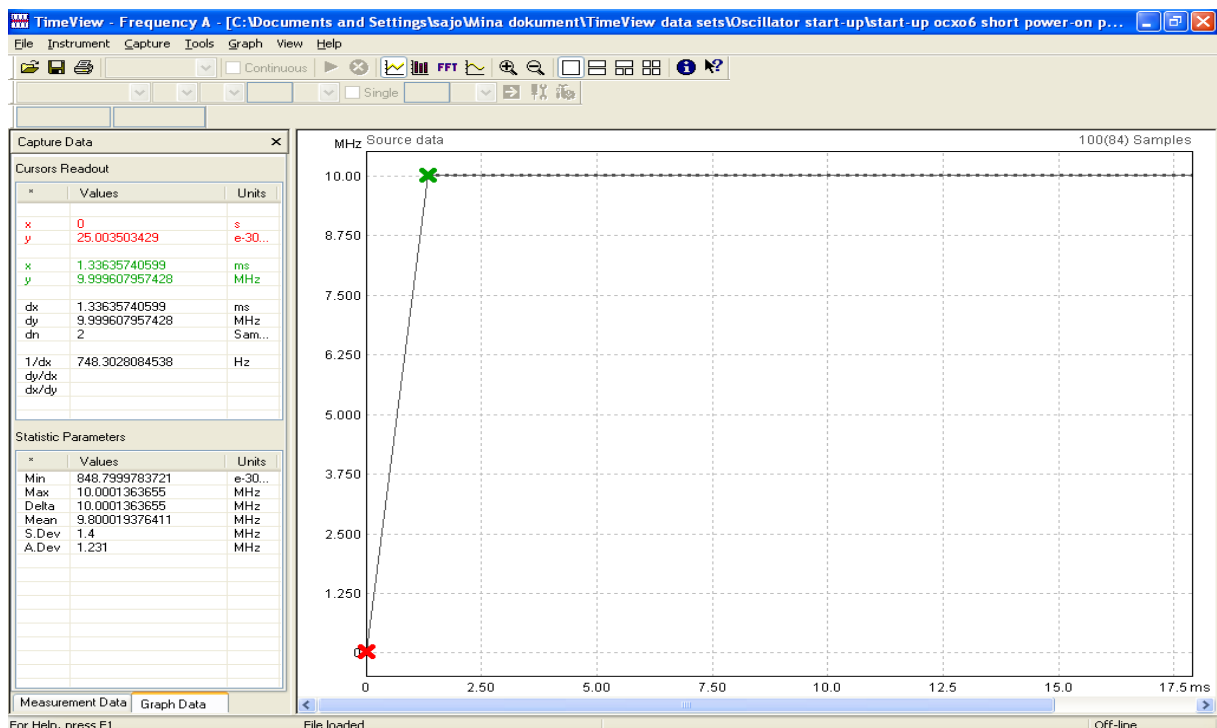 TimeView - Frequency A - [C:\Documents and Settings\sajo\Mina dokument\TimeView data sets\Oscillator start-up\start-up ocxo6 short power-on p...
File Instrument Capture Tools Graph View Help
Continuous FFT
Single
Capture Data
Cursors Readout
* Values Units
x 0 s
y 25.003503429 e-30...
x 1.33635740599 ms
y 9.999607957428 MHz
dx 1.33635740599 ms
dy 9.999607957428 MHz
dn 2 Sam...
1/dx 748.3028084538 Hz
dy/dx
dx/dy
Statistic Parameters
* Values Units
Min 848.7999783721 e-30...
Max 10.0001363655 MHz
Delta 10.0001363655 MHz
Mean 9.800019376411 MHz
S.Dev 1.4 MHz
A.Dev 1.231 MHz
Measurement Data Graph Data
MHz Source data 100(84) Samples
10.00
8.750
7.500
6.250
5.000
3.750
2.500
1.250
0
0 2.50 5.00 7.50 10.0 12.5 15.0 17.5 ms
For Help, press F1 File loaded Off-line